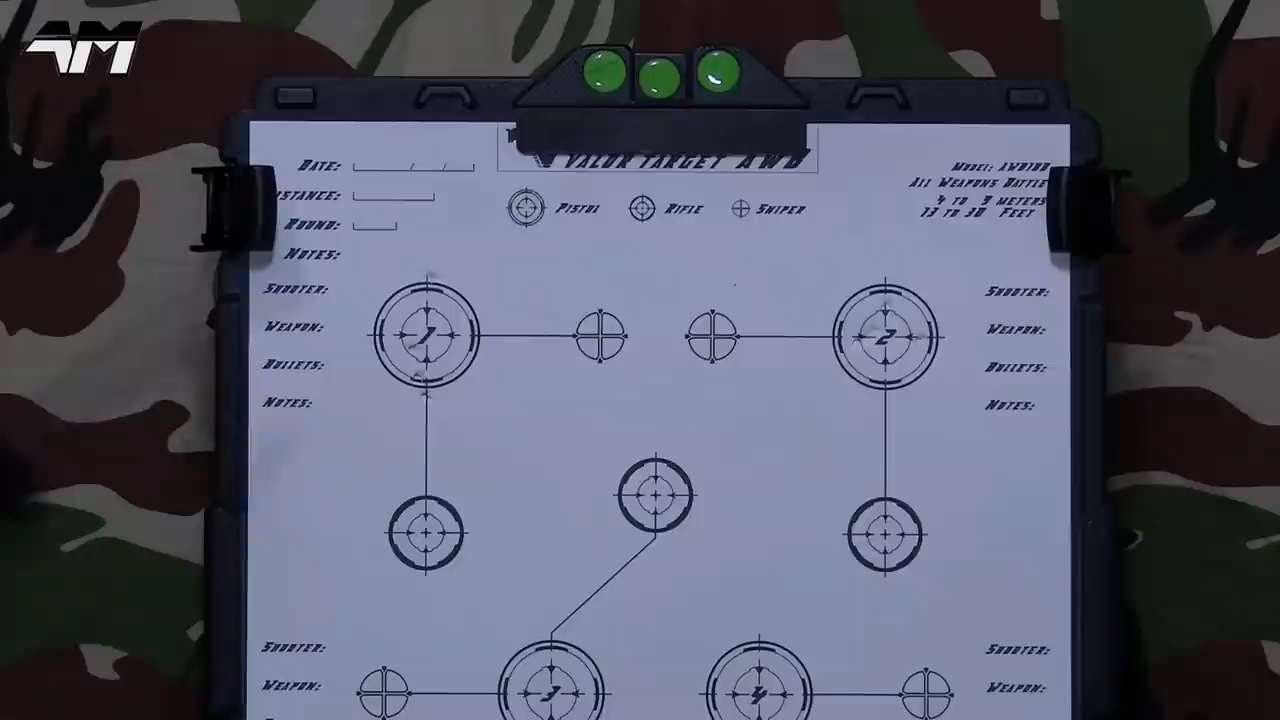 AM
VALOR TARGET AWB
DATE: / /
MODEL: AWB100
ALL WEAPONS BATTLE
4 TO 9 METERS
13 TO 30 FEET
ISTANCE:
PISTOL
RIFLE
SNIPER
ROUND:
NOTES:
SHOOTER:
SHOOTER:
1
2
WEAPON:
WEAPON:
BULLETS:
BULLETS:
NOTES:
NOTES:
SHOOTER:
SHOOTER:
WEAPON:
WEAPON:
3
4